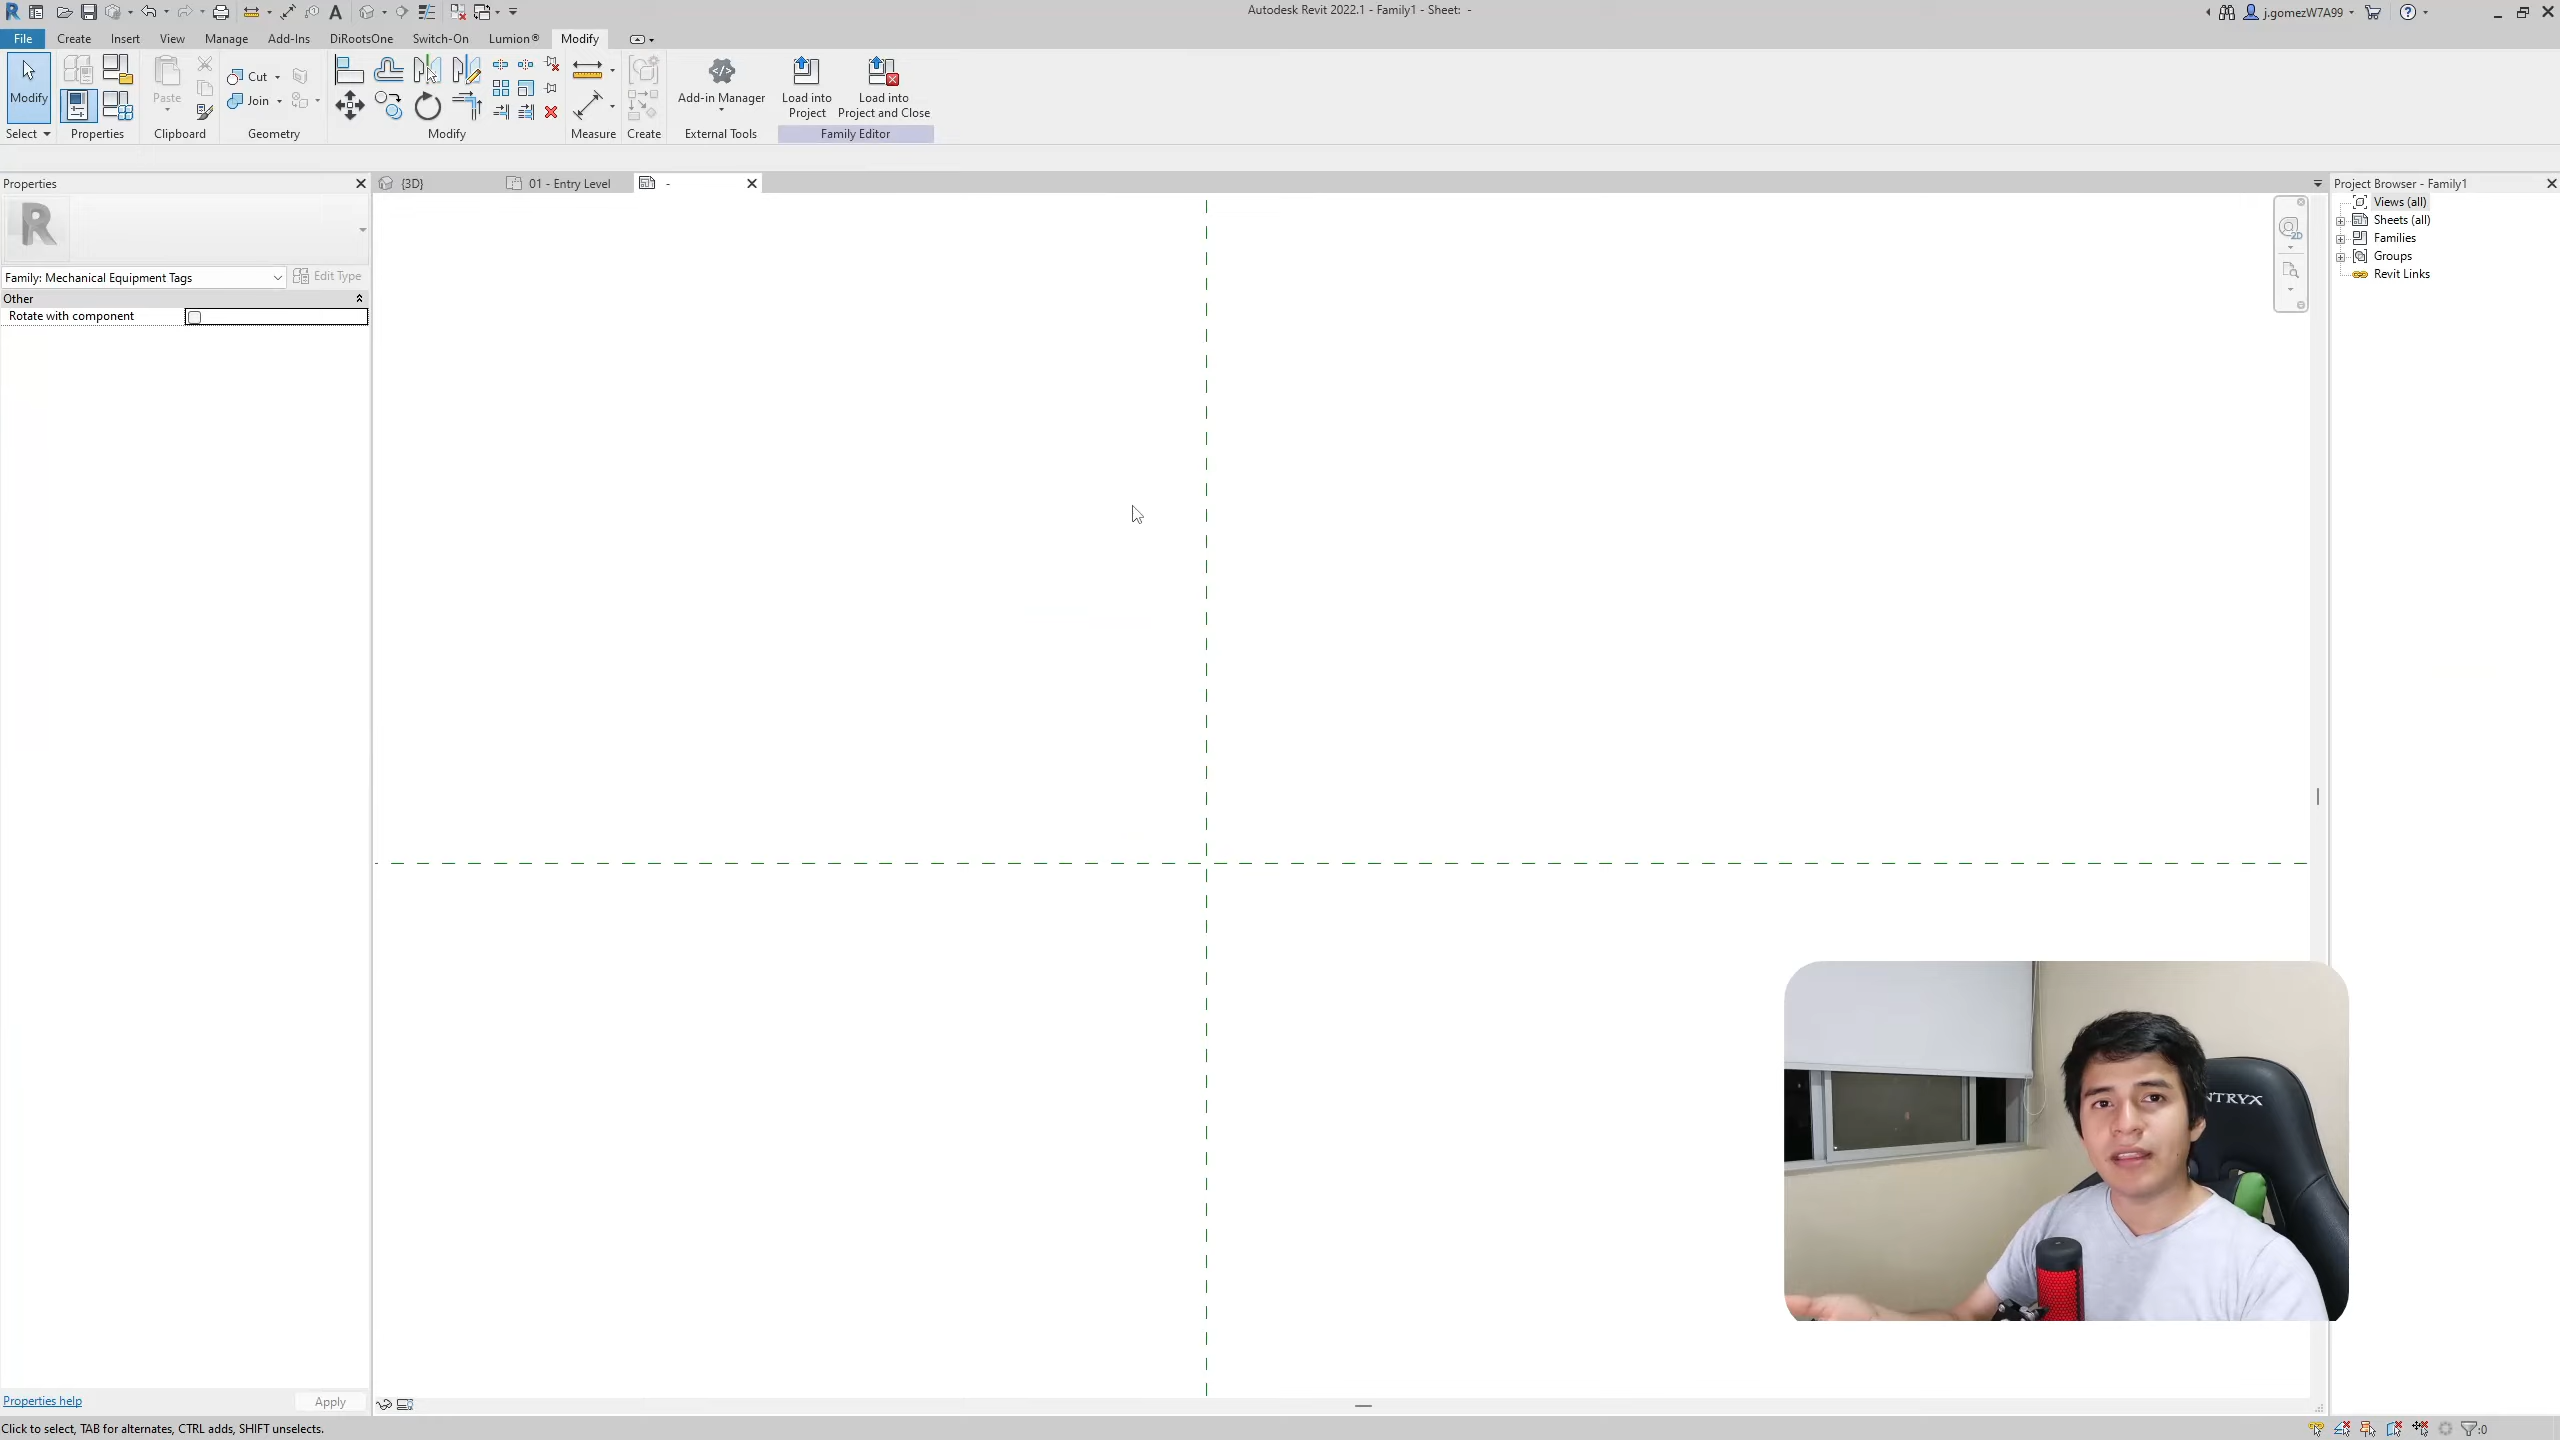 Autodesk Revit 2022.1 - Family1 - Sheet: -
j.gomezW7A99
File Create Insert View Manage Add-Ins DiRootsOne Switch-On Lumion® Modify
Modify
Select
Properties
Paste
Clipboard
Cut
Join
Geometry
Modify
Measure
Create
Add-in Manager
External Tools
Load into
Project
Load into
Project and Close
Family Editor
Properties
{3D}
01 - Entry Level
-
Project Browser - Family1
R
Family: Mechanical Equipment Tags
Edit Type
Other
Rotate with component
Views (all)
Sheets (all)
Families
Groups
Revit Links
2D
NTRYX
Properties help
Apply
Click to select, TAB for alternates, CTRL adds, SHIFT unselects.
:0